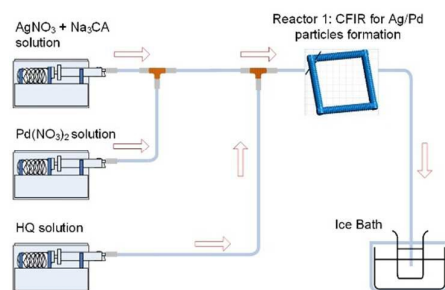 AgNO3 + Na3CA
solution
Reactor 1: CFIR for Ag/Pd
particles formation
Pd(NO3)2 solution
HQ solution
Ice Bath